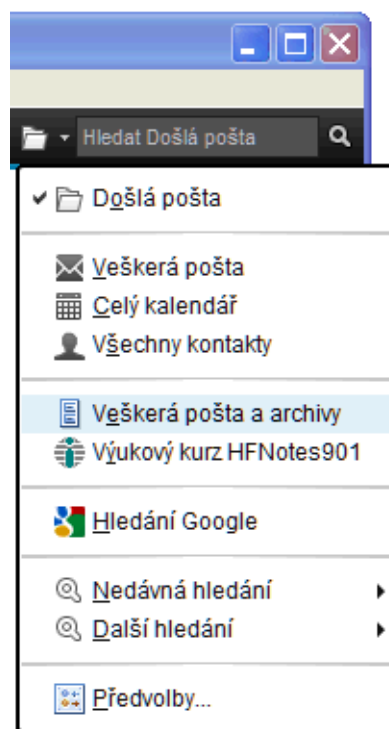 Hledat Došlá pošta
Došlá pošta
Veškerá pošta
Celý kalendář
Všechny kontakty
Veškerá pošta a archivy
Výukový kurz HFNotes901
Hledání Google
Nedávná hledání
Další hledání
Předvolby...